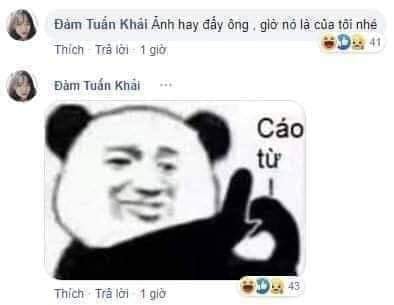 Đàm Tuấn Khải Ảnh hay đấy ông , giờ nó là của tôi nhé
41
Thích · Trả lời · 1 giờ
Đàm Tuấn Khải ...
Cáo
từ
!
43
Thích · Trả lời · 1 giờ